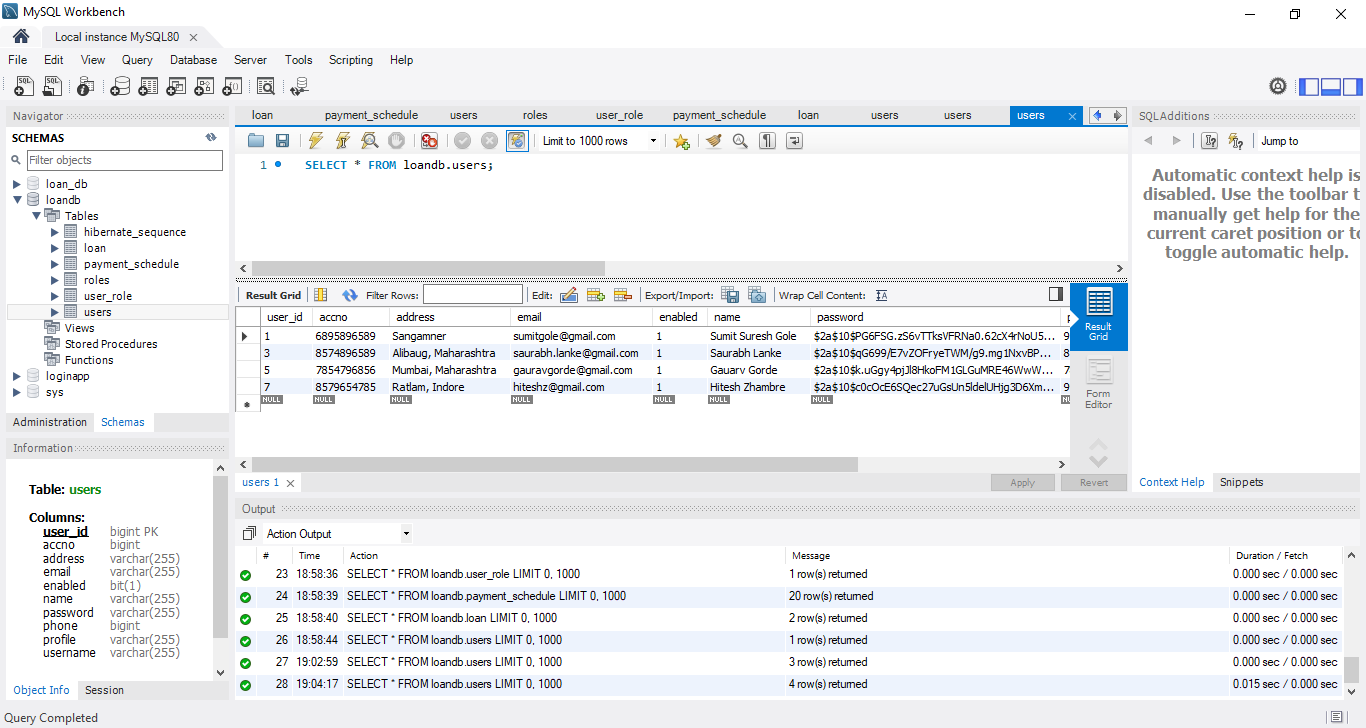 MySQL Workbench
Local instance MySQL80
File Edit View Query Database Server Tools Scripting Help
Navigator
SCHEMAS
Filter objects
loan_db
loandb
Tables
hibernate_sequence
loan
payment_schedule
roles
user_role
users
Views
Stored Procedures
Functions
loginapp
sys
Administration Schemas
Information
Table: users
Columns:
user_id bigint PK
accno bigint
address varchar(255)
email varchar(255)
enabled bit(1)
name varchar(255)
password varchar(255)
phone bigint
profile varchar(255)
username varchar(255)
Object Info Session
loan payment_schedule users roles user_role payment_schedule loan users users users
Limit to 1000 rows
1 SELECT * FROM loandb.users;
Result Grid Filter Rows: Edit: Export/Import: Wrap Cell Content:
user_id accno address email enabled name password p
1 6895896589 Sangamner sumitgole@gmail.com 1 Sumit Suresh Gole $2a$10$PG6FSG.zS6vTTksVFRNa0.62cX4rNoU5... 9
3 8574896589 Alibaug, Maharashtra saurabh.lanke@gmail.com 1 Saurabh Lanke $2a$10$qG699/E7vZOFryeTWM/g9.mg1NxvBP... 8
5 7854796856 Mumbai, Maharashtra gauravgorde@gmail.com 1 Gauarv Gorde $2a$10$k.uGgy4pjJl8HkoFM1GLGuMRE46WwW... 7
7 8579654785 Ratlam, Indore hiteshz@gmail.com 1 Hitesh Zhambre $2a$10$c0cOcE6SQec27uGsUn5ldelUHjg3D6Xm... 9
NULL NULL NULL NULL NULL NULL NULL NU
Result
Grid
Form
Editor
users 1
Apply Revert
SQLAdditions
Jump to
Automatic context help is
disabled. Use the toolbar t
manually get help for the
current caret position or to
toggle automatic help.
Context Help Snippets
Output
Action Output
# Time Action Message Duration / Fetch
23 18:58:36 SELECT * FROM loandb.user_role LIMIT 0, 1000 1 row(s) returned 0.000 sec / 0.000 sec
24 18:58:39 SELECT * FROM loandb.payment_schedule LIMIT 0, 1000 20 row(s) returned 0.000 sec / 0.000 sec
25 18:58:40 SELECT * FROM loandb.loan LIMIT 0, 1000 2 row(s) returned 0.000 sec / 0.000 sec
26 18:58:44 SELECT * FROM loandb.users LIMIT 0, 1000 1 row(s) returned 0.000 sec / 0.000 sec
27 19:02:59 SELECT * FROM loandb.users LIMIT 0, 1000 3 row(s) returned 0.000 sec / 0.000 sec
28 19:04:17 SELECT * FROM loandb.users LIMIT 0, 1000 4 row(s) returned 0.015 sec / 0.000 sec
Query Completed